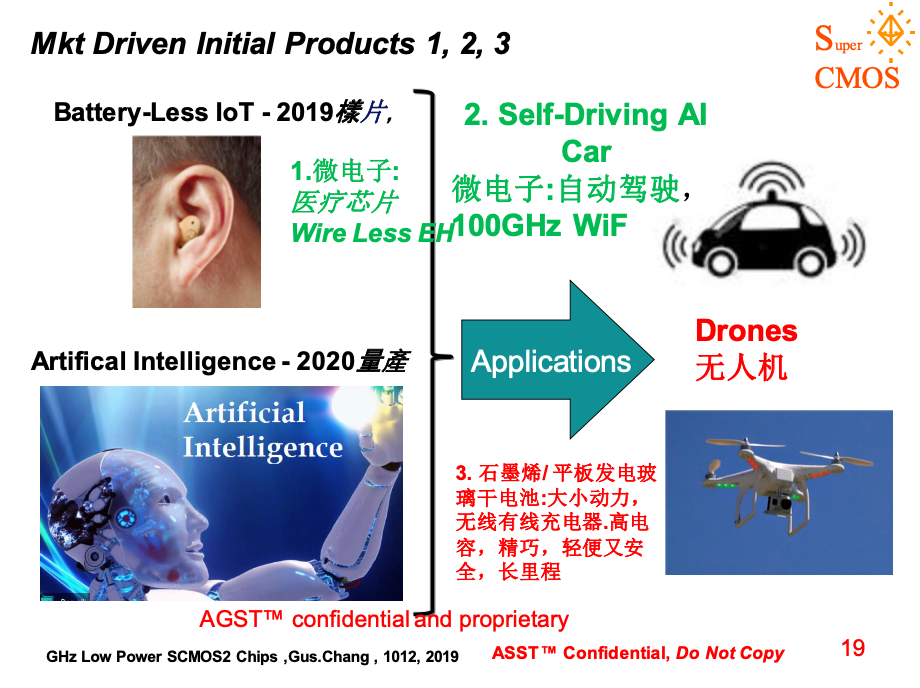 Mkt Driven Initial Products 1, 2, 3
Super
CMOS
Battery-Less IoT - 2019樣片,
1.微电子:
医疗芯片
Wire Less EH
2. Self-Driving AI
Car
微电子:自动驾驶，
100GHz WiF
Artifical Intelligence - 2020量產
Artificial
Intelligence
Applications
Drones
无人机
3. 石墨烯/ 平板发电玻
璃干电池:大小动力，
无线有线充电器.高电
容，精巧，轻便又安
全，长里程
AGST™ confidential and proprietary
GHz Low Power SCMOS2 Chips ,Gus.Chang , 1012, 2019
ASST™ Confidential, Do Not Copy
19